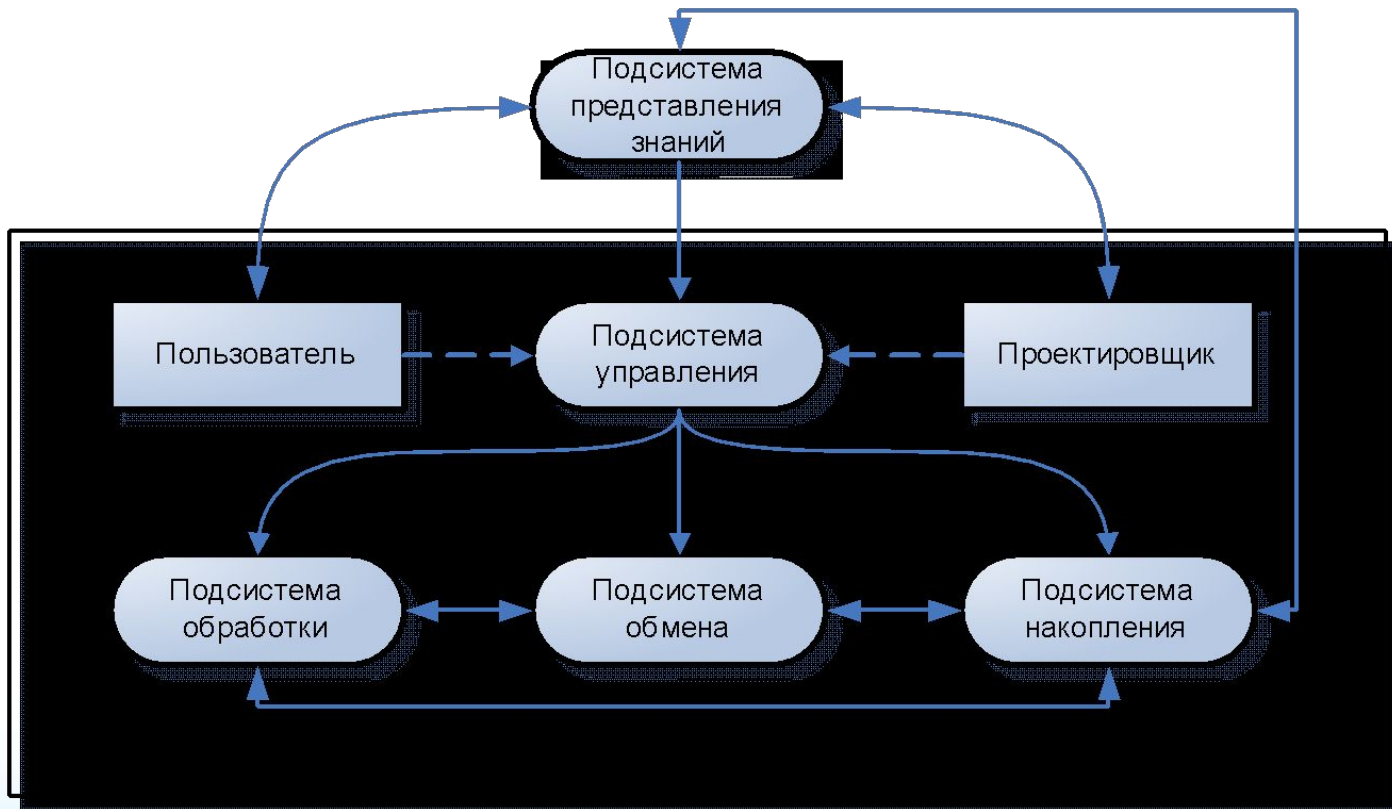 Подсистема
представления
знаний
Пользователь
Подсистема
управления
Проектировщик
Подсистема
обработки
Подсистема
обмена
Подсистема
накопления